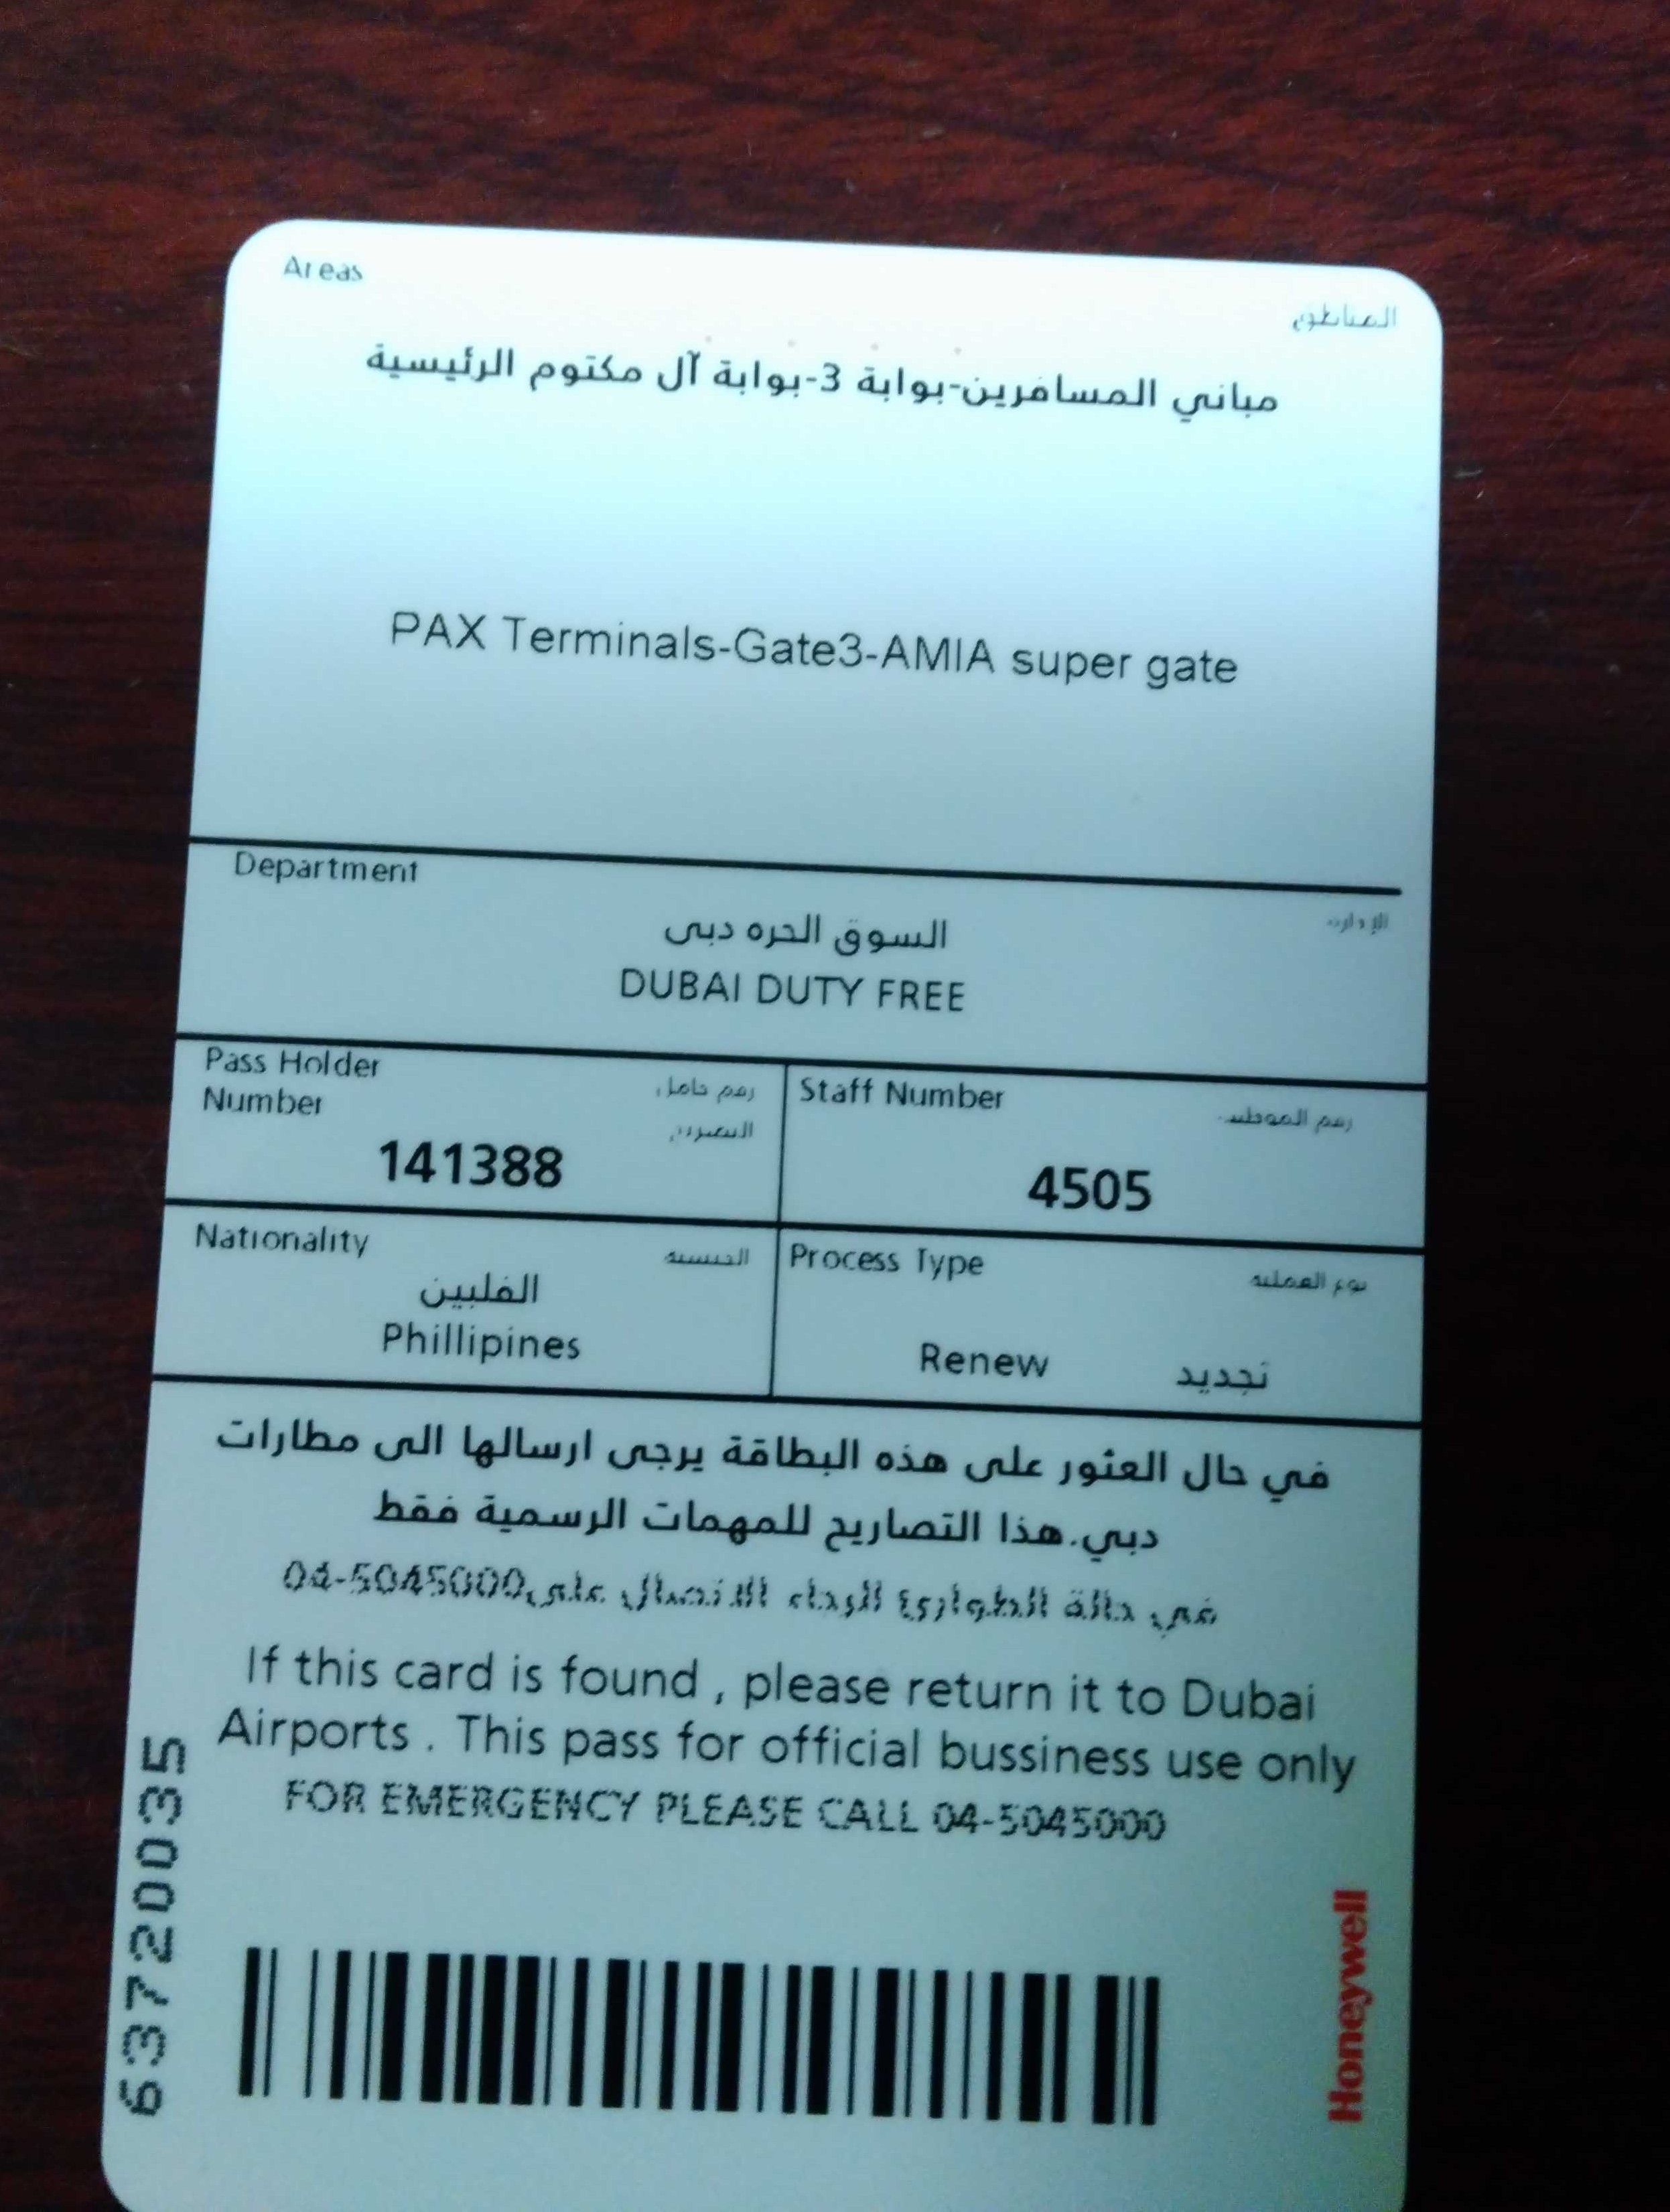 Areas
المناطق
مباني المسافرين-بوابة 3-بوابة آل مكتوم الرئيسية
PAX Terminals-Gate3-AMIA super gate
Department
الإدارة
السوق الحره دبى
DUBAI DUTY FREE
Pass Holder
Number
رقم حامل
التصريح
141388
Staff Number
رقم الموظف
4505
Nationality
الجنسية
الفلبين
Phillipines
Process Type
نوع العملية
Renew تجديد
في حال العثور على هذه البطاقة يرجى ارسالها الى مطارات
دبي.هذا التصاريح للمهمات الرسمية فقط
في حالة الطوارئ الرجاء الاتصال على04-5045000
If this card is found , please return it to Dubai
Airports . This pass for official bussiness use only
FOR EMERGENCY PLEASE CALL 04-5045000
63720035
Honeywell